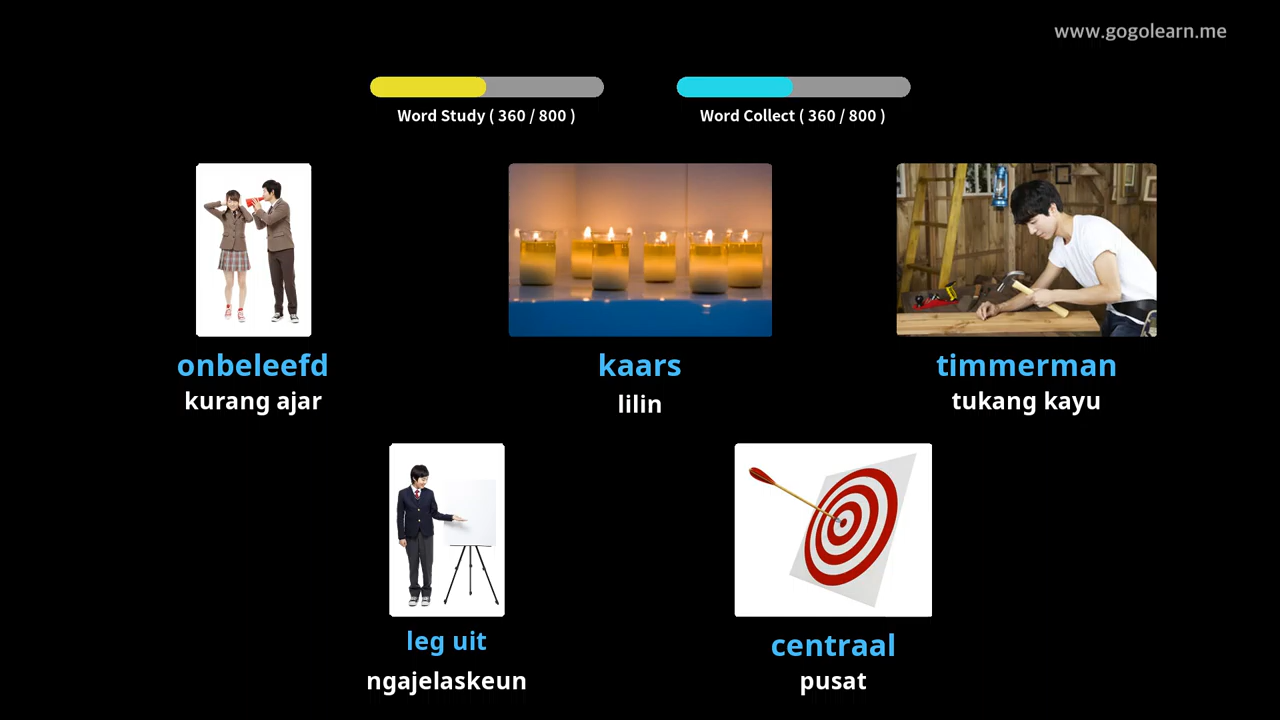 www.gogolearn.me
Word Study ( 360 / 800 )
Word Collect ( 360 / 800 )
onbeleefd
kurang ajar
kaars
lilin
timmerman
tukang kayu
leg uit
ngajelaskeun
centraal
pusat